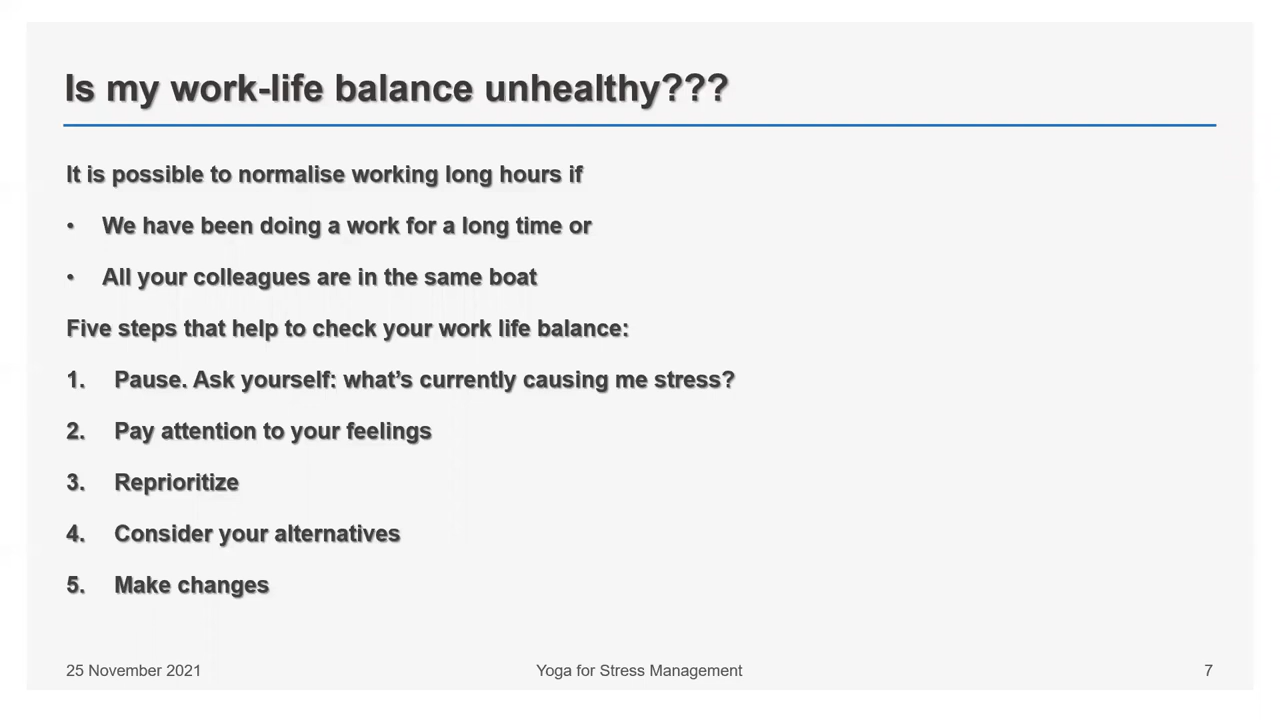 Is my work-life balance unhealthy???
It is possible to normalise working long hours if
• We have been doing a work for a long time or
• All your colleagues are in the same boat
Five steps that help to check your work life balance:
1. Pause. Ask yourself: what’s currently causing me stress?
2. Pay attention to your feelings
3. Reprioritize
4. Consider your alternatives
5. Make changes
25 November 2021 Yoga for Stress Management 7